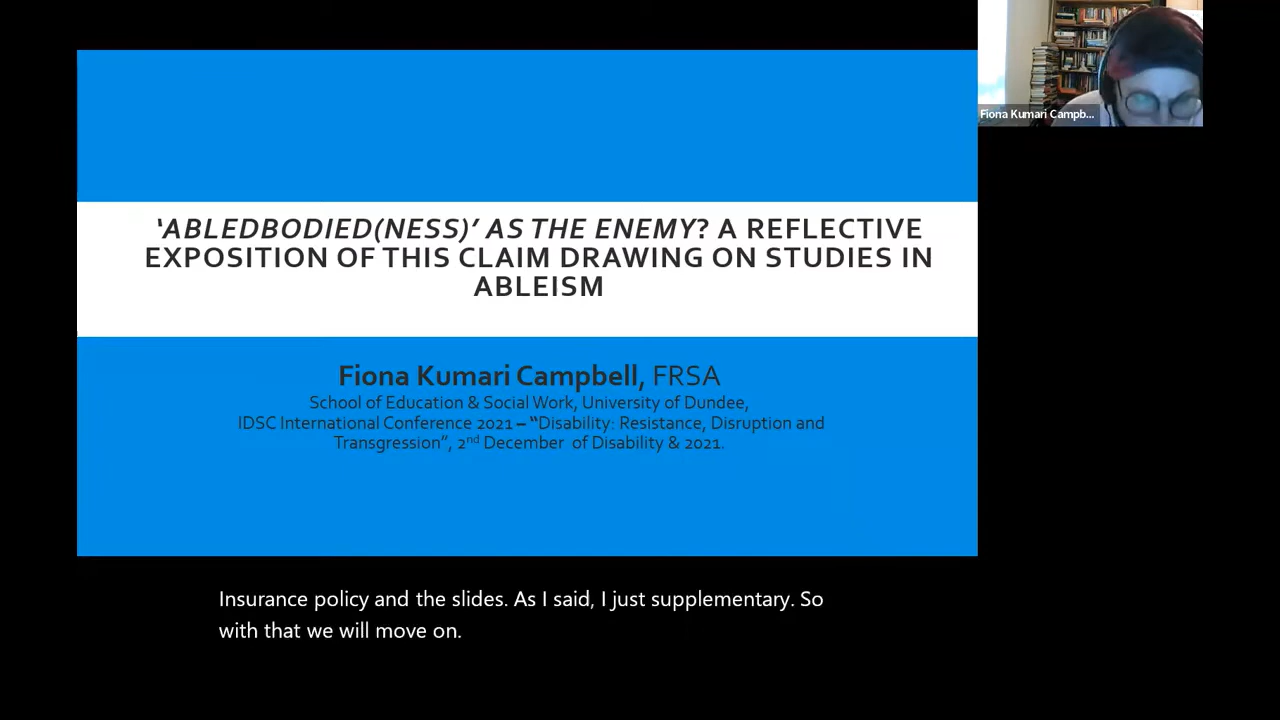 Fiona Kumari Campb...
‘ABLEDBODIED(NESS)’ AS THE ENEMY? A REFLECTIVE
EXPOSITION OF THIS CLAIM DRAWING ON STUDIES IN
ABLEISM
Fiona Kumari Campbell, FRSA
School of Education & Social Work, University of Dundee,
IDSC International Conference 2021 – “Disability: Resistance, Disruption and
Transgression”, 2nd December  of Disability & 2021.
Insurance policy and the slides. As I said, I just supplementary. So
with that we will move on.